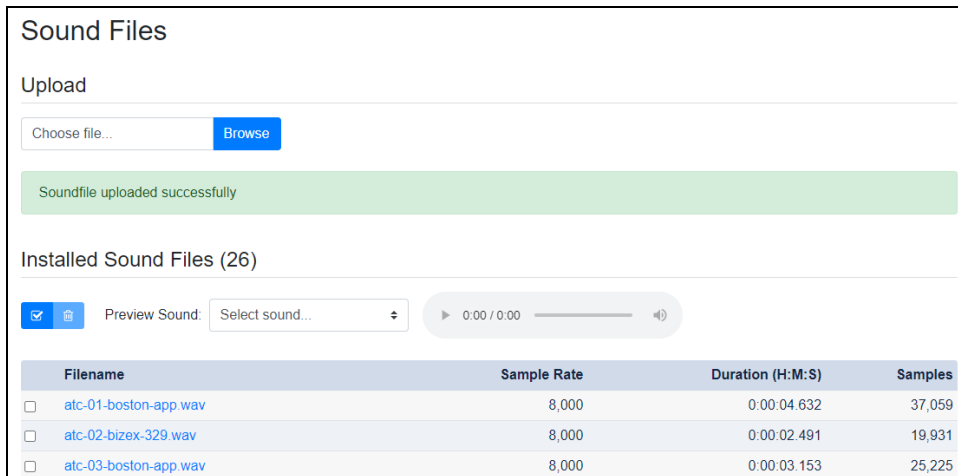 Sound Files
Upload
Choose file... Browse
Soundfile uploaded successfully
Installed Sound Files (26)
Preview Sound: Select sound... 0:00 / 0:00
Filename Sample Rate Duration (H:M:S) Samples
atc-01-boston-app.wav 8,000 0:00:04.632 37,059
atc-02-bizex-329.wav 8,000 0:00:02.491 19,931
atc-03-boston-app.wav 8,000 0:00:03.153 25,225